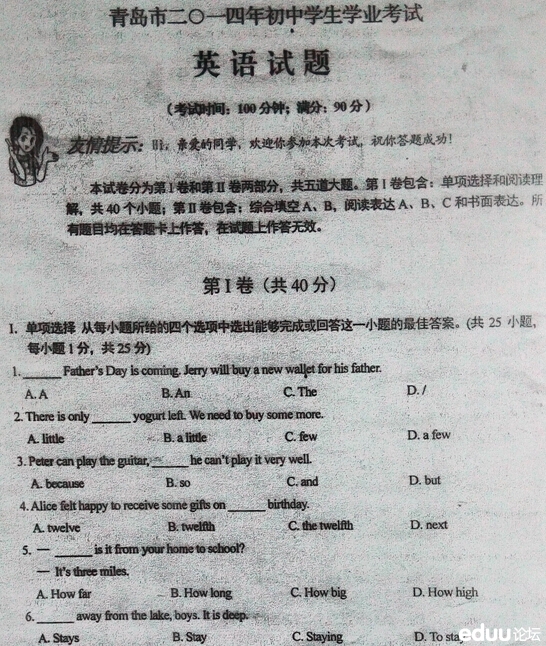 青岛市二〇一四年初中学生学业考试
英语试题
(考试时间：100分钟；满分：90分)
友情提示：Hi，亲爱的同学，欢迎你参加本次考试，祝你答题成功！
本试卷分为第Ⅰ卷和第Ⅱ卷两部分，共五道大题。第Ⅰ卷包含：单项选择和阅读理
解，共40个小题；第Ⅱ卷包含：综合填空A、B，阅读表达A、B、C和书面表达。所
有题目均在答题卡上作答，在试题上作答无效。
第Ⅰ卷（共40分）
I. 单项选择 从每小题所给的四个选项中选出能够完成或回答这一小题的最佳答案。(共 25 小题，
每小题1分，共25分)
1. ______ Father's Day is coming. Jerry will buy a new wallet for his father.
A. A B. An C. The D. /
2. There is only ______ yogurt left. We need to buy some more.
A. little B. a little C. few D. a few
3. Peter can play the guitar, ______ he can't play it very well.
A. because B. so C. and D. but
4. Alice felt happy to receive some gifts on ______ birthday.
A. twelve B. twelfth C. the twelfth D. next
5. — ______ is it from your home to school?
— It's three miles.
A. How far B. How long C. How big D. How high
6. ______ away from the lake, boys. It is deep.
A. Stays B. Stay C. Staying D. To stay
eduu论坛